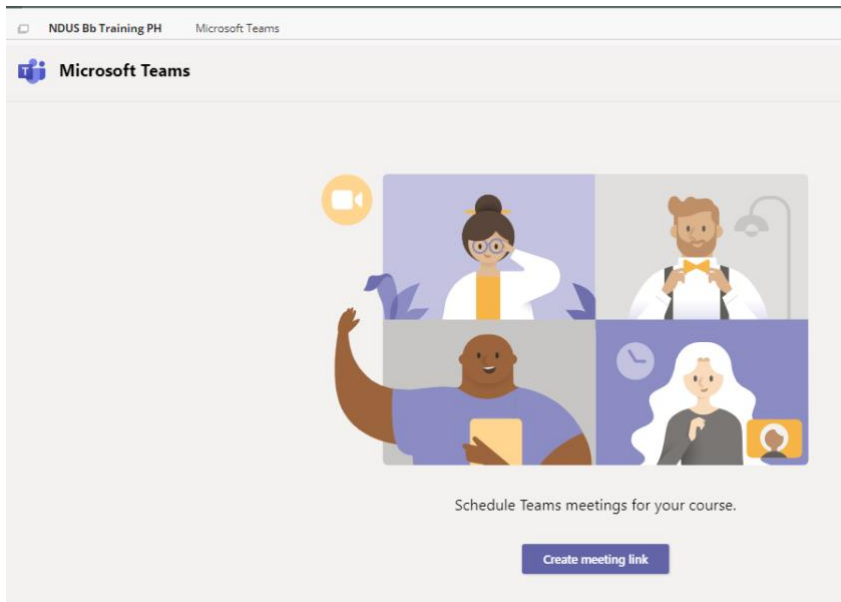 NDUS Bb Training PH Microsoft Teams
Microsoft Teams
Schedule Teams meetings for your course.
Create meeting link